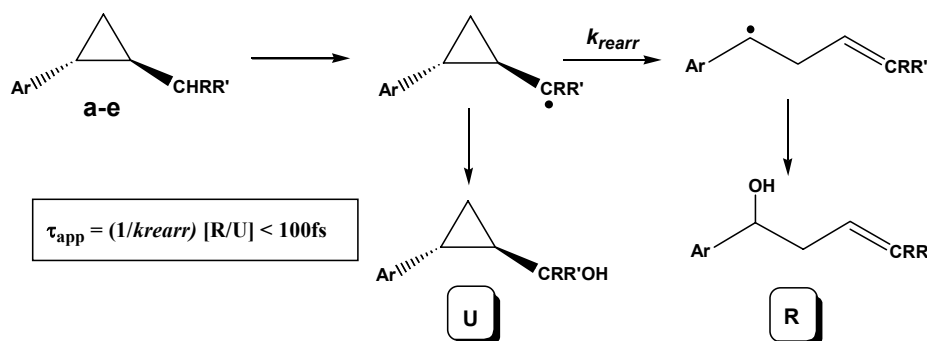 k_rearr
Ar
CHRR'
a-e
Ar
CRR'
•
Ar
•
CRR'
τ_app = (1/krearr) [R/U] < 100fs
Ar
CRR'OH
U
OH
Ar
CRR
R